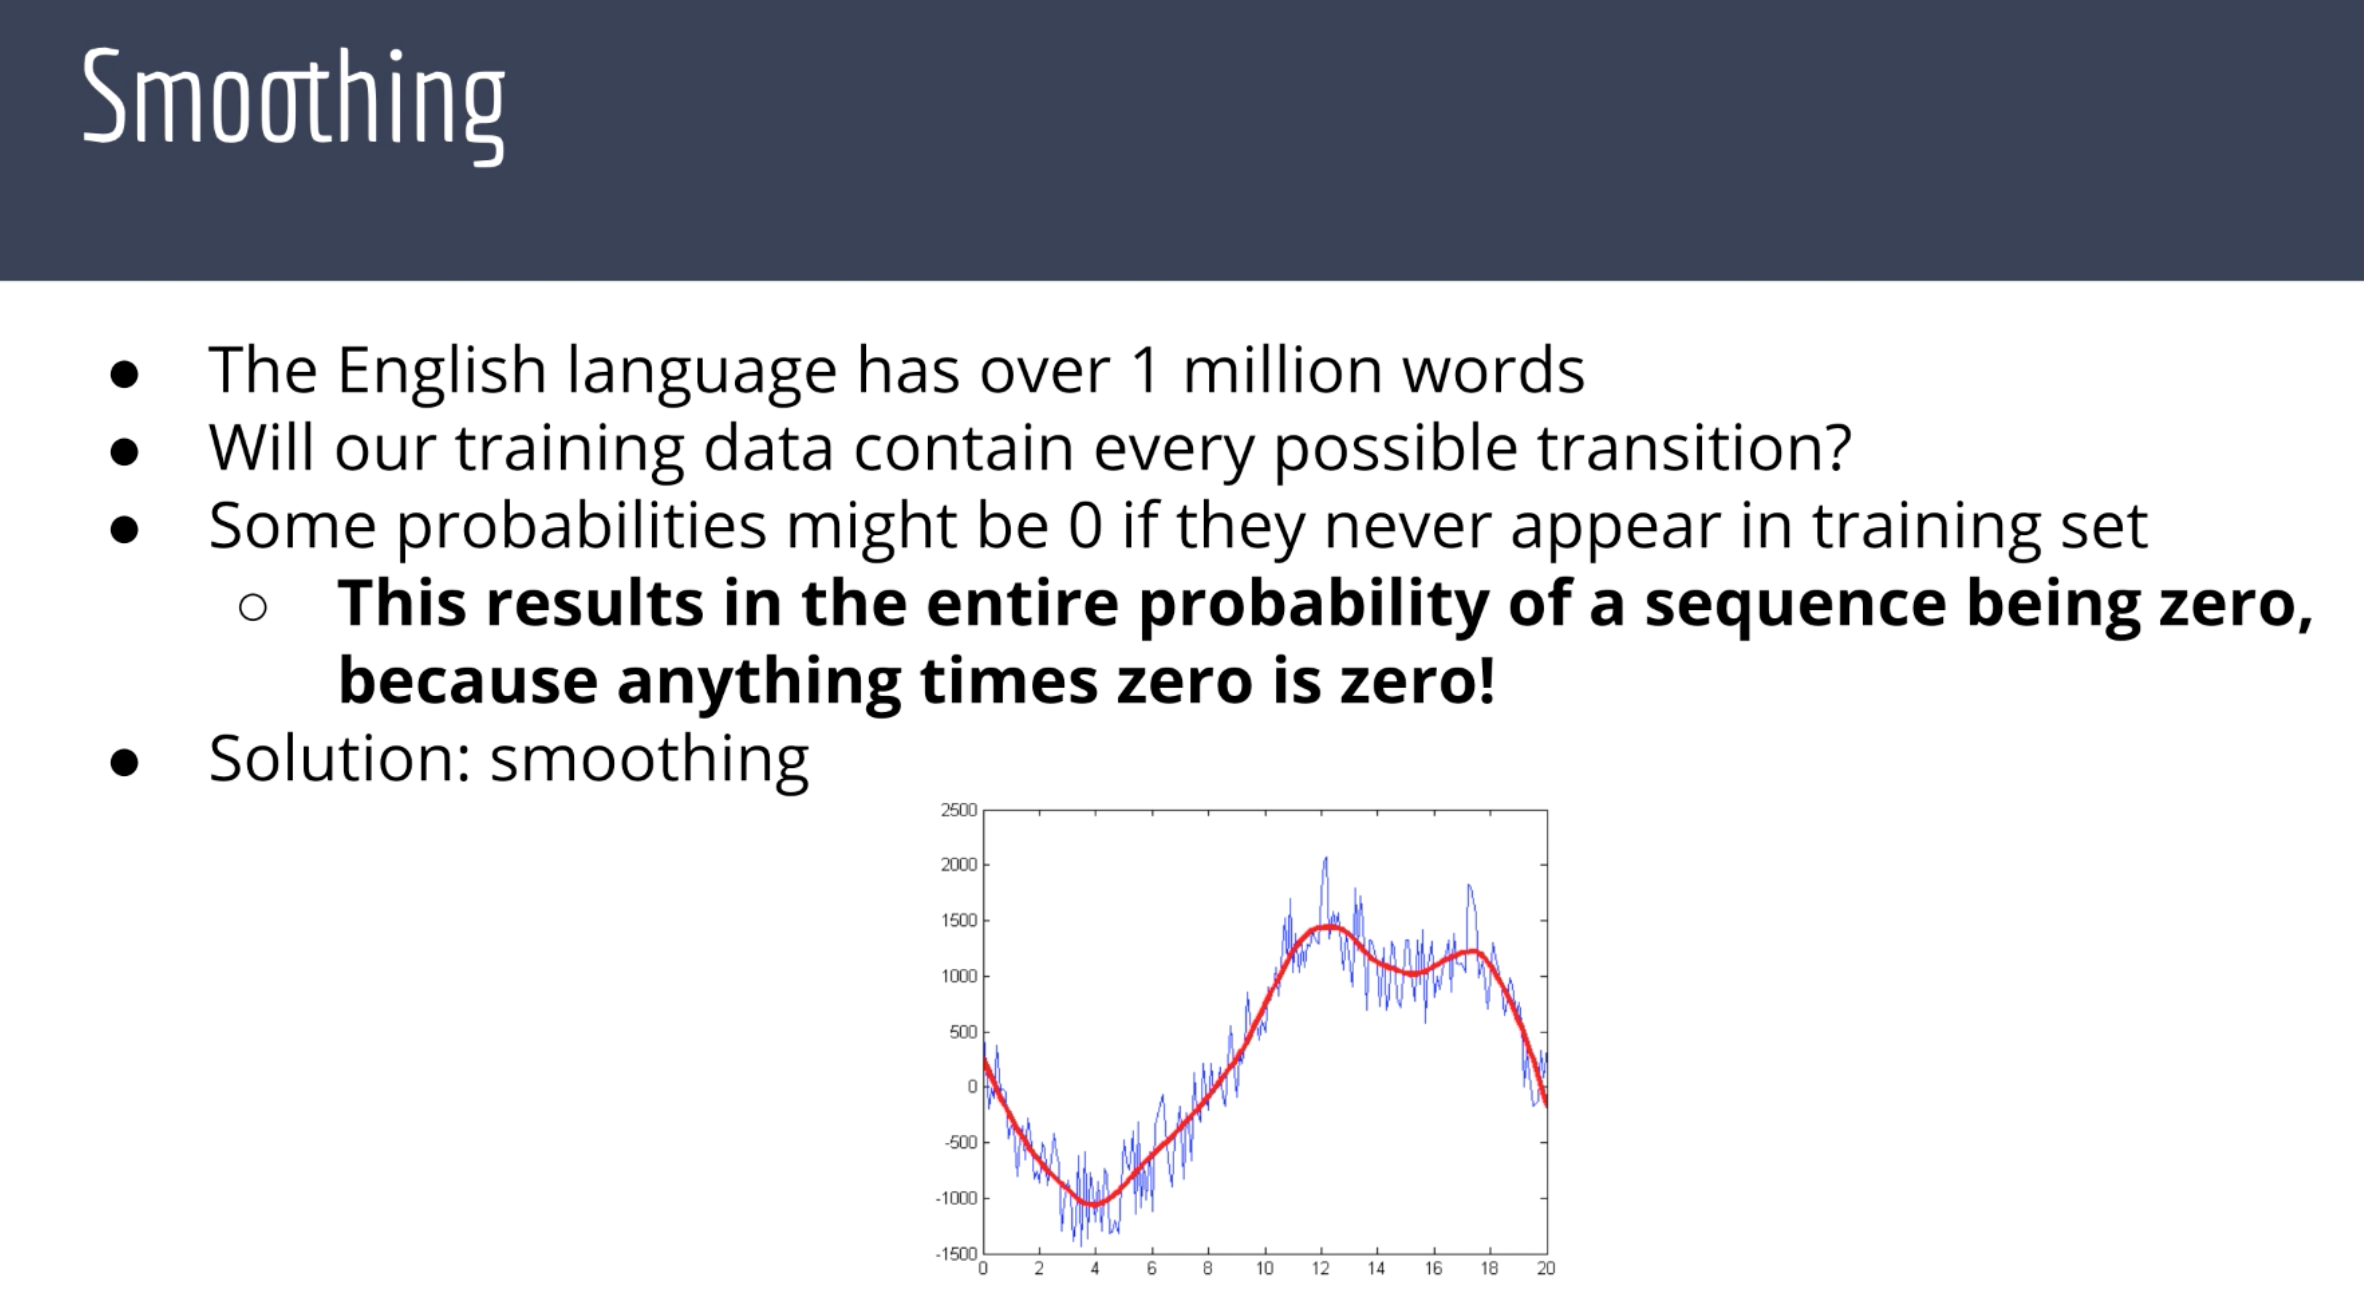 Smoothing
● The English language has over 1 million words
● Will our training data contain every possible transition?
● Some probabilities might be 0 if they never appear in training set
○ This results in the entire probability of a sequence being zero,
because anything times zero is zero!
● Solution: smoothing
2500
2000
1500
1000
500
0
-500
-1000
-1500
0 2 4 6 8 10 12 14 16 18 20